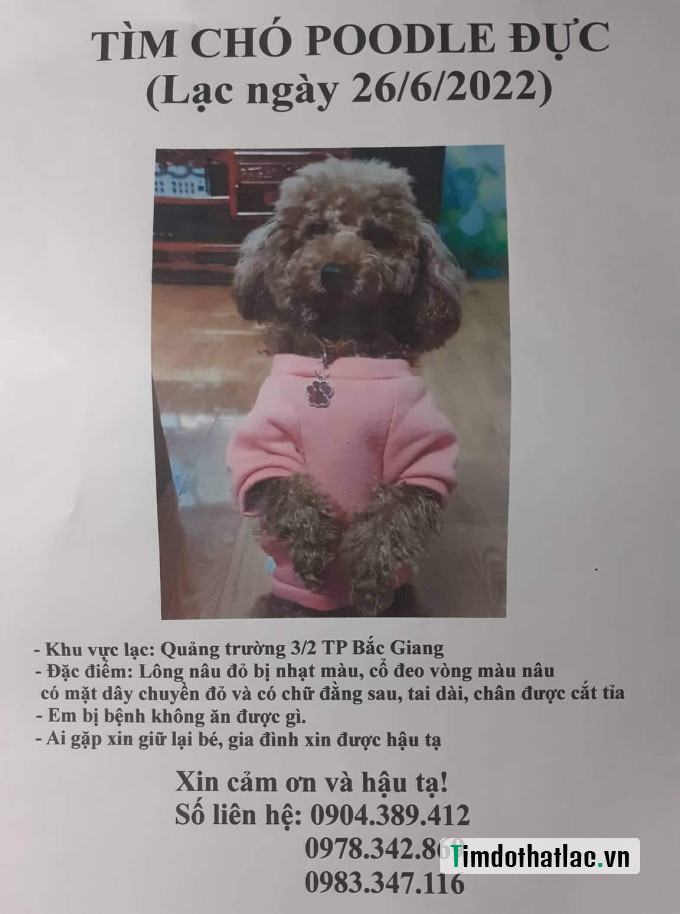 TÌM CHÓ POODLE ĐỰC
(Lạc ngày 26/6/2022)
- Khu vực lạc: Quảng trường 3/2 TP Bắc Giang
- Đặc điểm: Lông nâu đỏ bị nhạt màu, cổ đeo vòng màu nâu
có mặt dây chuyền đỏ và có chữ đằng sau, tai dài, chân được cắt tỉa
- Em bị bệnh không ăn được gì.
- Ai gặp xin giữ lại bé, gia đình xin được hậu tạ
Xin cảm ơn và hậu tạ!
Số liên hệ: 0904.389.412
0983.347.116
Timdothatlac.vn